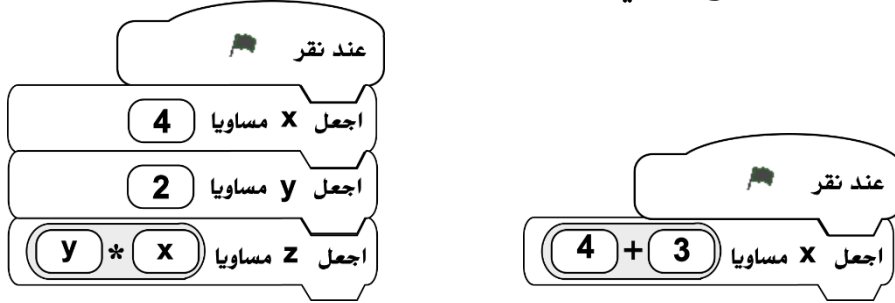 عند نقر
اجعل x مساويا 3 + 4
عند نقر
اجعل x مساويا 4
اجعل y مساويا 2
اجعل z مساويا x * y